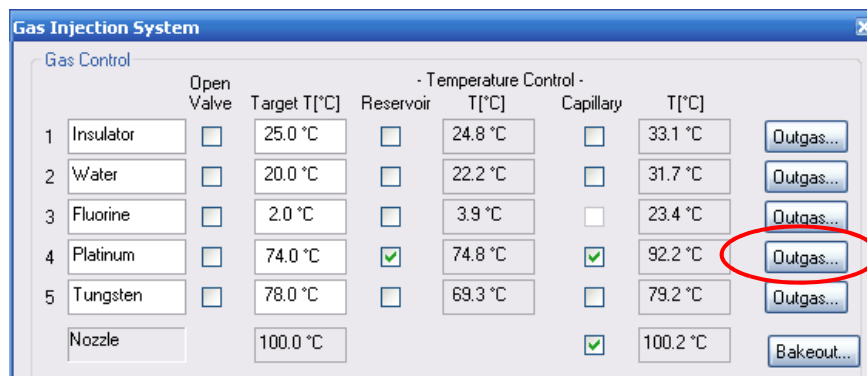 Gas Injection System
Gas Control
- Temperature Control -
Open Valve Target T[°C] Reservoir T[°C] Capillary T[°C]
1 Insulator 25.0 °C 24.8 °C 33.1 °C Outgas...
2 Water 20.0 °C 22.2 °C 31.7 °C Outgas...
3 Fluorine 2.0 °C 3.9 °C 23.4 °C Outgas...
4 Platinum 74.0 °C 74.8 °C 92.2 °C Outgas...
5 Tungsten 78.0 °C 69.3 °C 79.2 °C Outgas...
Nozzle 100.0 °C 100.2 °C Bakeout...